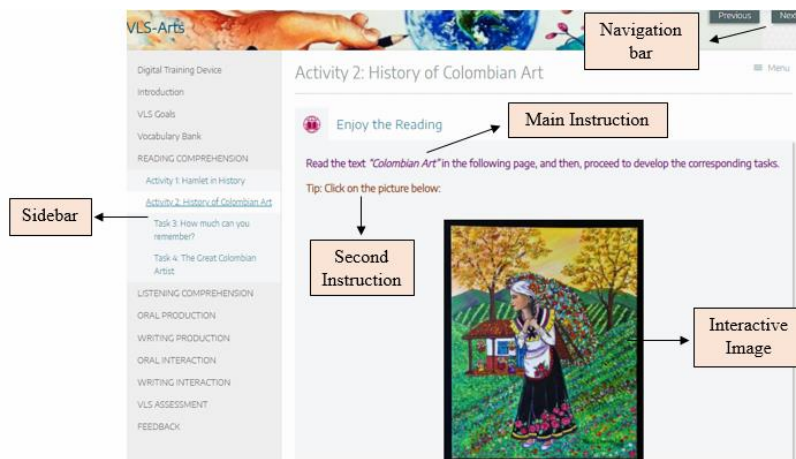 VLS-Arts
Previous
Next
Navigation
bar
Digital Training Device
Introduction
VLS Goals
Vocabulary Bank
READING COMPREHENSION
Activity 1: Hamlet in History
Activity 2: History of Colombian Art
Task 3: How much can you
remember?
Task 4: The Great Colombian
Artist
LISTENING COMPREHENSION
ORAL PRODUCTION
WRITING PRODUCTION
ORAL INTERACTION
WRITING INTERACTION
VLS ASSESSMENT
FEEDBACK
Sidebar
Activity 2: History of Colombian Art
Menu
Enjoy the Reading
Main Instruction
Read the text "Colombian Art" in the following page, and then, proceed to develop the corresponding tasks.
Tip: Click on the picture below:
Second
Instruction
Interactive
Image